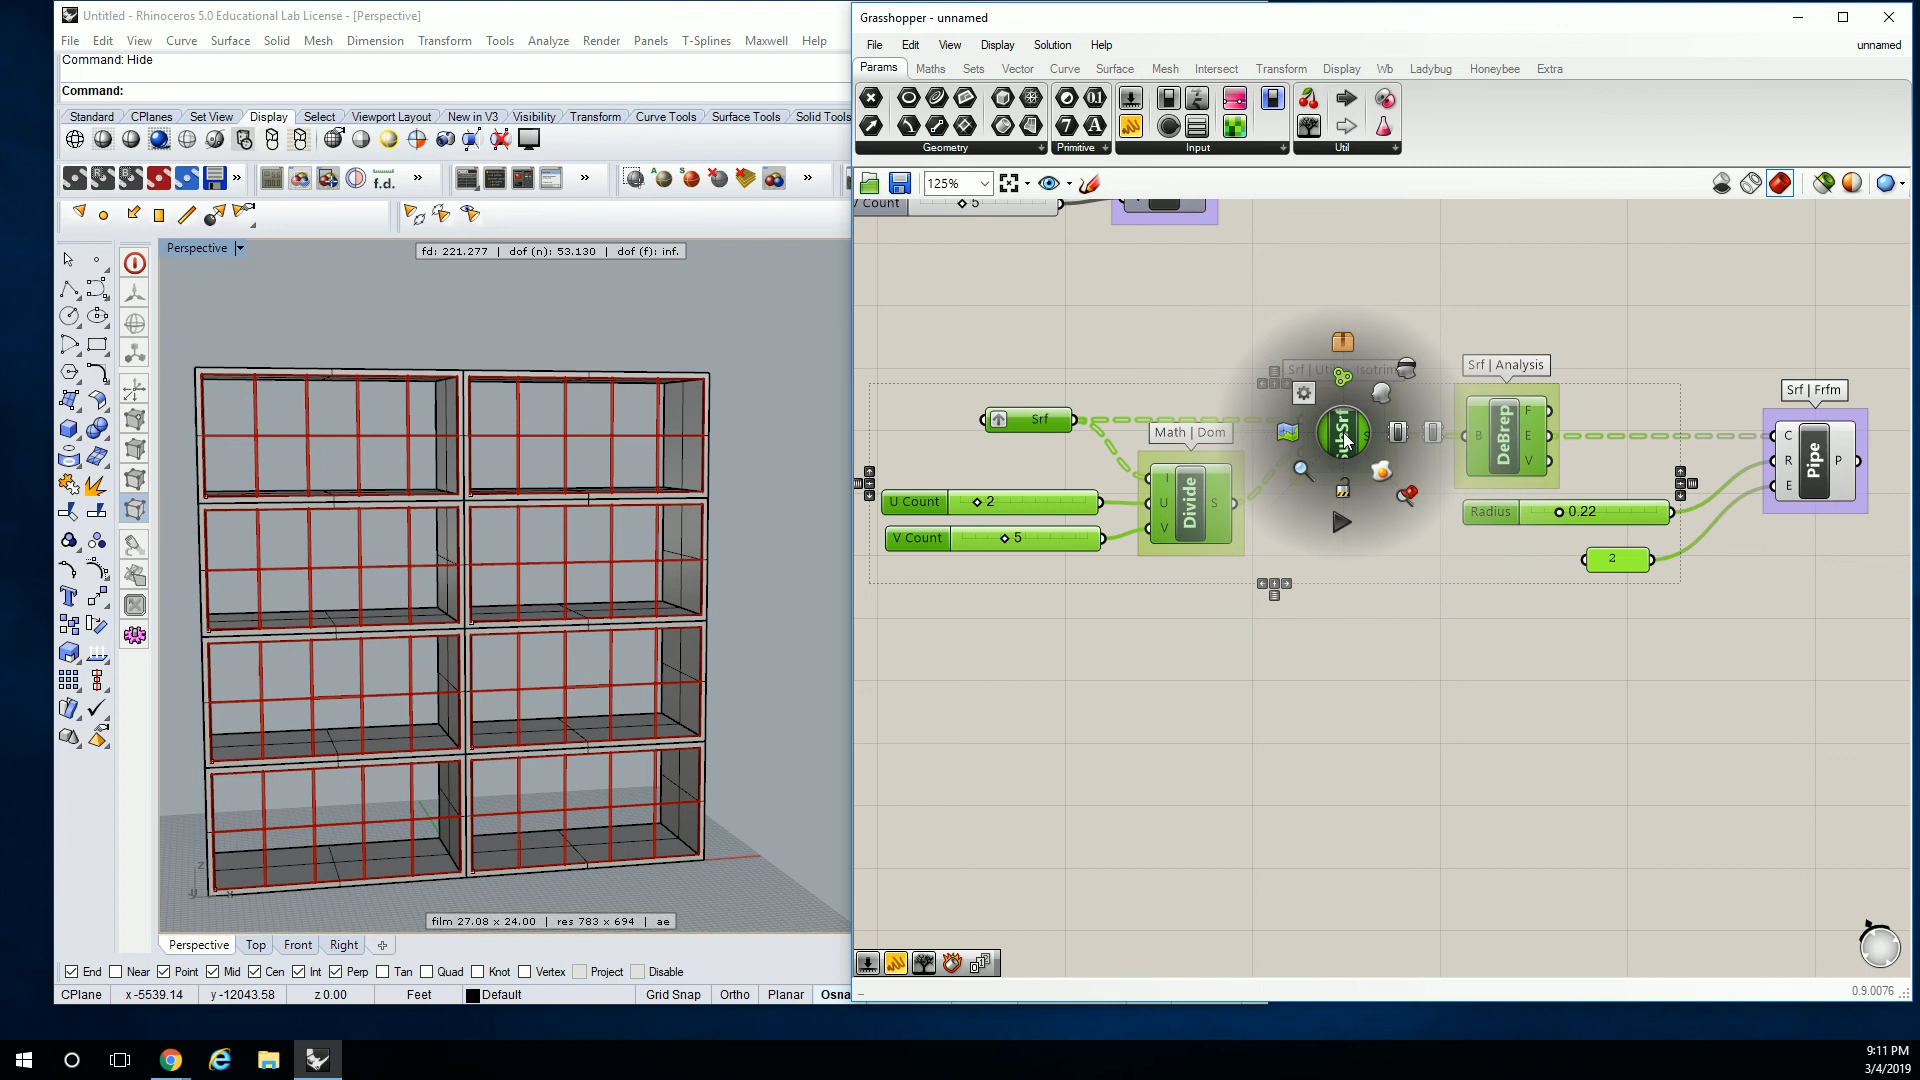 Untitled - Rhinoceros 5.0 Educational Lab License - [Perspective]
File Edit View Curve Surface Solid Mesh Dimension Transform Tools Analyze Render Panels T-Splines Maxwell Help
Command: Hide
Command:
Standard CPlanes Set View Display Select Viewport Layout New in V3 Visibility Transform Curve Tools Surface Tools Solid Tools
f.d.
Perspective
fd: 221.277 | dof (n): 53.130 | dof (f): inf.
z
y x
film 27.08 x 24.00 | res 783 x 694 | ae
Perspective Top Front Right
End Near Point Mid Cen Int Perp Tan Quad Knot Vertex Project Disable
CPlane x -5539.14 y -12043.58 z 0.00 Feet Default Grid Snap Ortho Planar Osna
Grasshopper - unnamed
File Edit View Display Solution Help unnamed
Params Maths Sets Vector Curve Surface Mesh Intersect Transform Display Wb Ladybug Honeybee Extra
Geometry Primitive Input Util
125%
V Count 5
Srf | Analysis
Srf | Frfm
Srf
Math | Dom
SubSrf
S
B DeBrep F E V
C R E Pipe P
U Count 2
V Count 5
I U V Divide S
Radius 0.22
2
0.9.0076
9:11 PM
3/4/2019